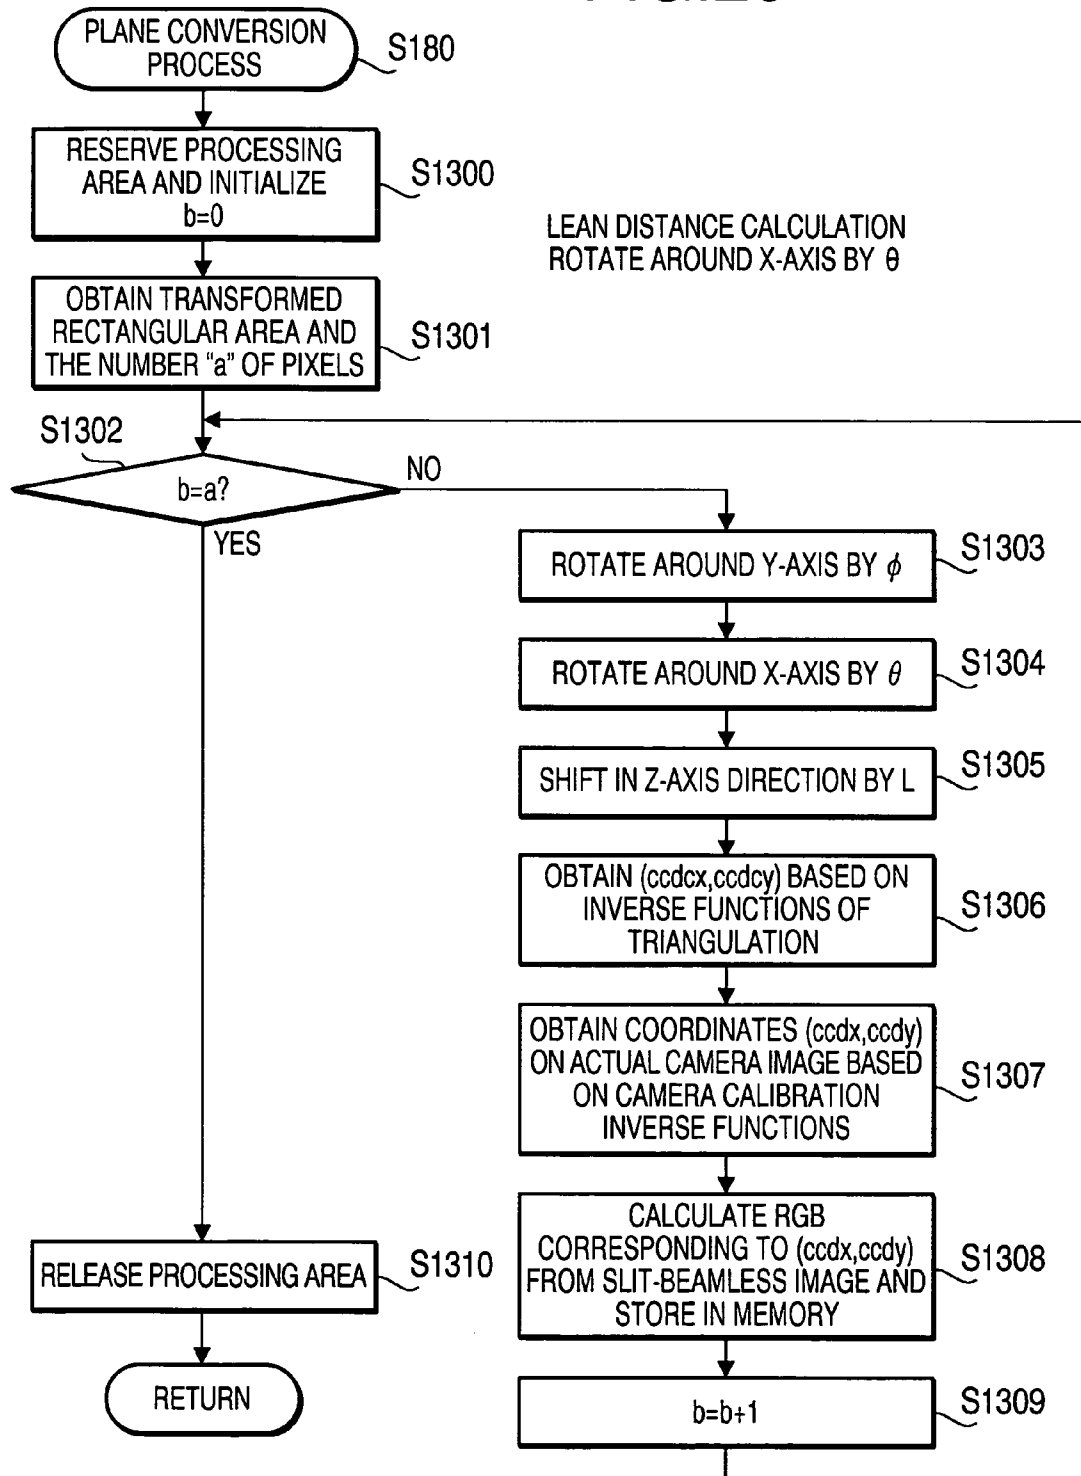 PLANE CONVERSION
PROCESS
S180
RESERVE PROCESSING
AREA AND INITIALIZE
b=0
S1300
LEAN DISTANCE CALCULATION
ROTATE AROUND X-AXIS BY θ
OBTAIN TRANSFORMED
RECTANGULAR AREA AND
THE NUMBER "a" OF PIXELS
S1301
S1302
b=a?
NO
YES
ROTATE AROUND Y-AXIS BY ϕ
S1303
ROTATE AROUND X-AXIS BY θ
S1304
SHIFT IN Z-AXIS DIRECTION BY L
S1305
OBTAIN (ccdcx,ccdcy) BASED ON
INVERSE FUNCTIONS OF
TRIANGULATION
S1306
OBTAIN COORDINATES (ccdx,ccdy)
ON ACTUAL CAMERA IMAGE BASED
ON CAMERA CALIBRATION
INVERSE FUNCTIONS
S1307
CALCULATE RGB
CORRESPONDING TO (ccdx,ccdy)
FROM SLIT-BEAMLESS IMAGE AND
STORE IN MEMORY
S1308
RELEASE PROCESSING AREA
S1310
RETURN
b=b+1
S1309